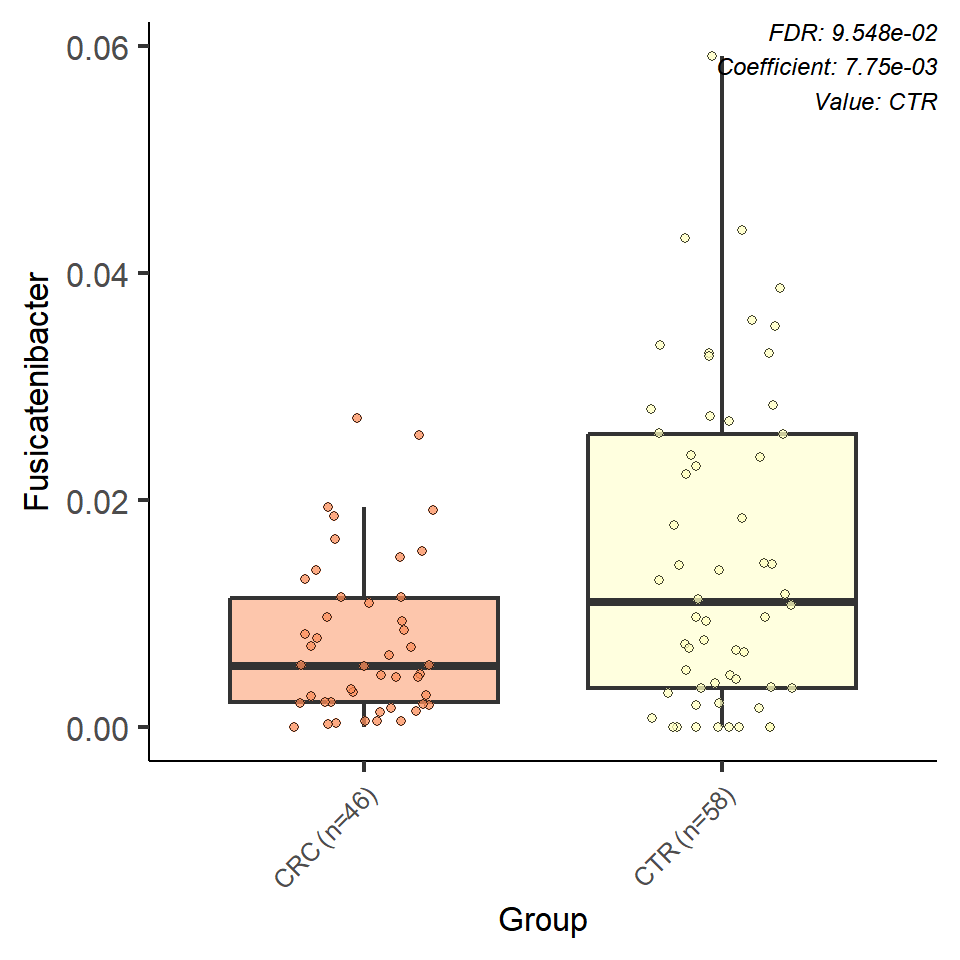 FDR: 9.548e-02
Coefficient: 7.75e-03
Value: CTR
0.06
0.04
0.02
0.00
Fusicatenibacter
CRC (n=46)
CTR (n=58)
Group